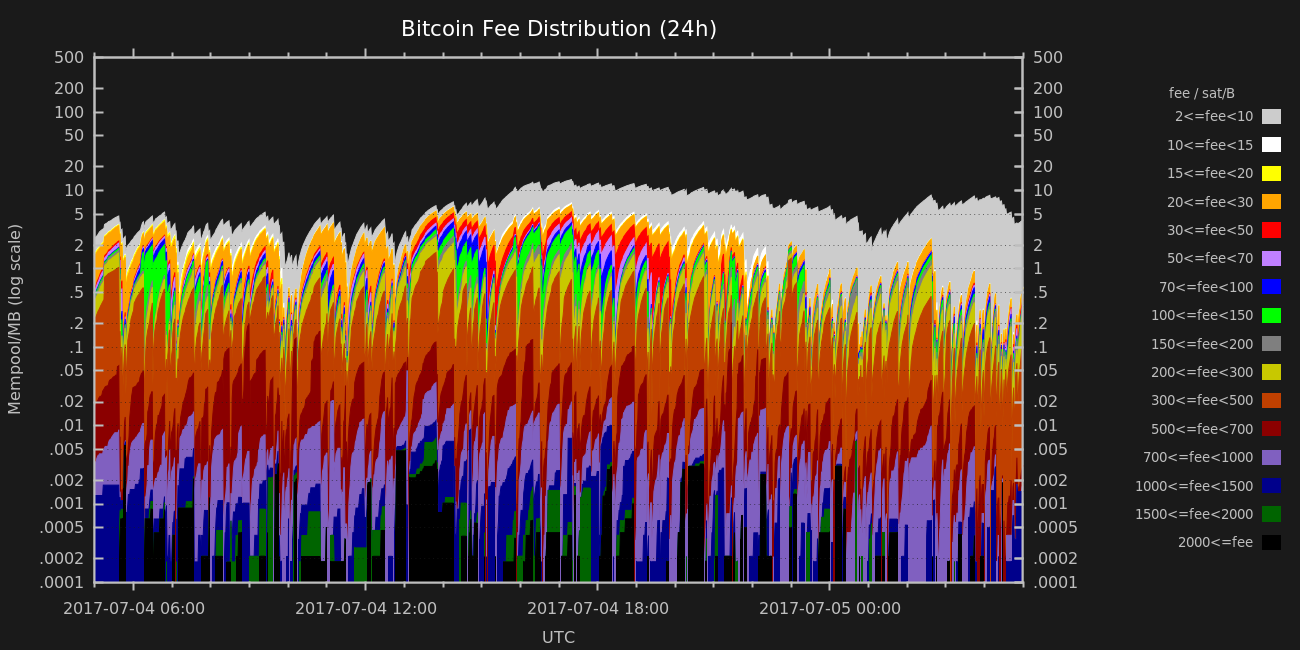 Bitcoin Fee Distribution (24h)
500 500
200 200
100 100
50 50
20 20
10 10
5 5
2 2
1 1
.5 .5
.2 .2
.1 .1
.05 .05
.02 .02
.01 .01
.005 .005
.002 .002
.001 .001
.0005 .0005
.0002 .0002
.0001 .0001
Mempool/MB (log scale)
2017-07-04 06:00 2017-07-04 12:00 2017-07-04 18:00 2017-07-05 00:00
UTC
fee / sat/B
2<=fee<10
10<=fee<15
15<=fee<20
20<=fee<30
30<=fee<50
50<=fee<70
70<=fee<100
100<=fee<150
150<=fee<200
200<=fee<300
300<=fee<500
500<=fee<700
700<=fee<1000
1000<=fee<1500
1500<=fee<2000
2000<=fee